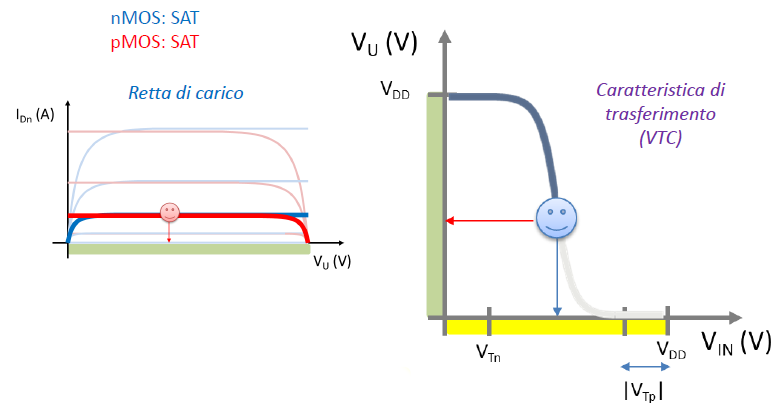 nMOS: SAT
pMOS: SAT
Retta di carico
I_Dn (A)
V_U (V)
V_U (V)
V_DD
Caratteristica di
trasferimento
(VTC)
V_Tn
V_DD
V_IN (V)
|V_Tp|